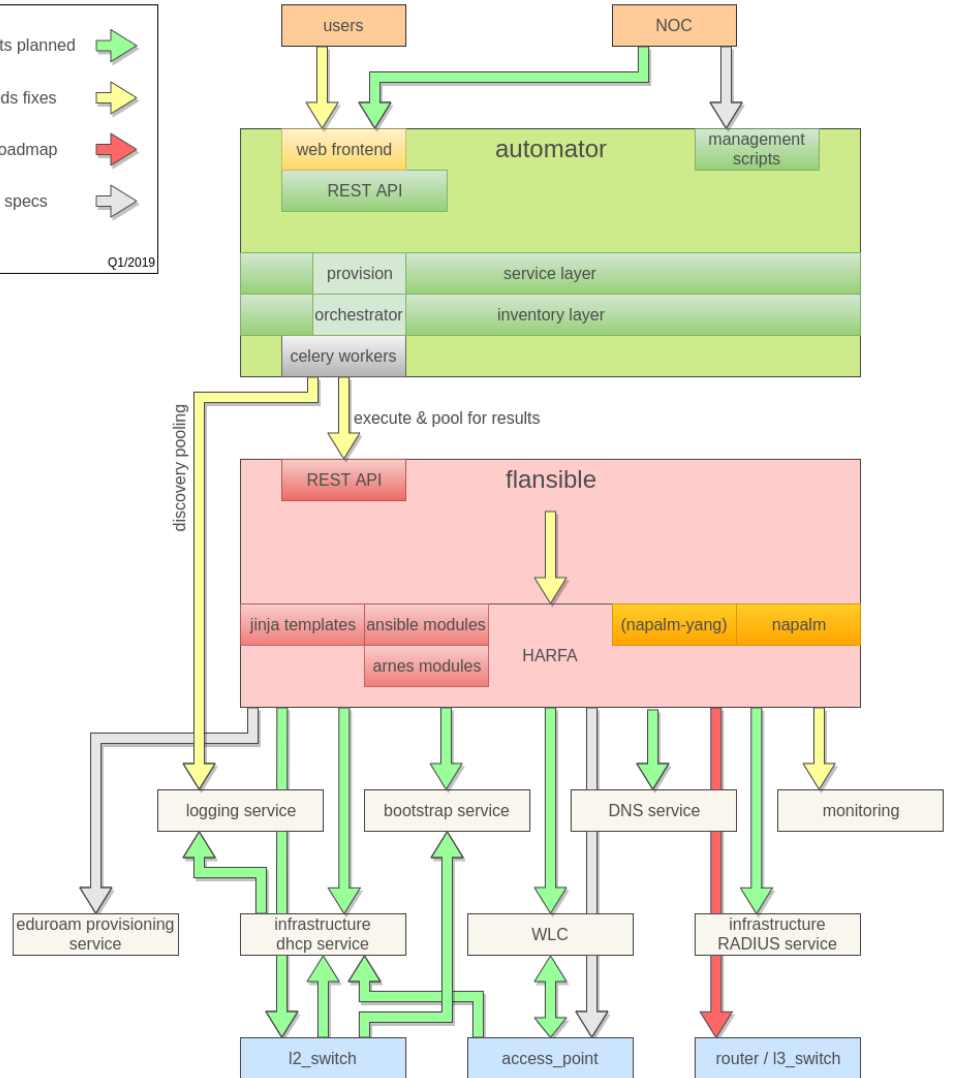 users
NOC
ts planned
ds fixes
oadmap
specs
Q1/2019
web frontend
automator
management
scripts
REST API
provision
service layer
orchestrator
inventory layer
celery workers
discovery pooling
execute & pool for results
REST API
flansible
jinja templates
ansible modules
(napalm-yang)
napalm
arnes modules
HARFA
logging service
bootstrap service
DNS service
monitoring
eduroam provisioning
service
infrastructure
dhcp service
WLC
infrastructure
RADIUS service
l2_switch
access_point
router / l3_switch